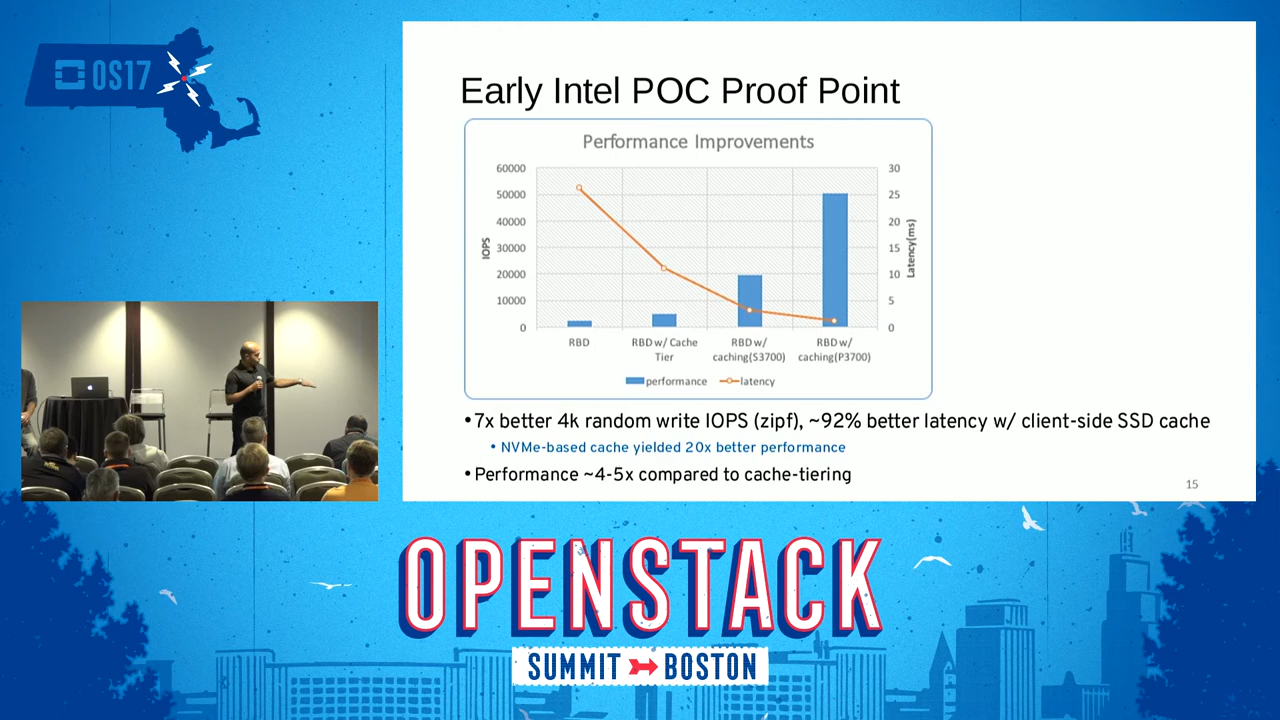 OS17
Early Intel POC Proof Point
Performance Improvements
60000
50000
40000
30000
20000
10000
0
IOPS
30
25
20
15
10
5
0
Latency(ms)
RBD
RBD w/ Cache
Tier
RBD w/
caching(S3700)
RBD w/
caching(P3700)
performance
latency
•7x better 4k random write IOPS (zipf), ~92% better latency w/ client-side SSD cache
• NVMe-based cache yielded 20x better performance
•Performance ~4-5x compared to cache-tiering
15
OPENSTACK
SUMMIT BOSTON